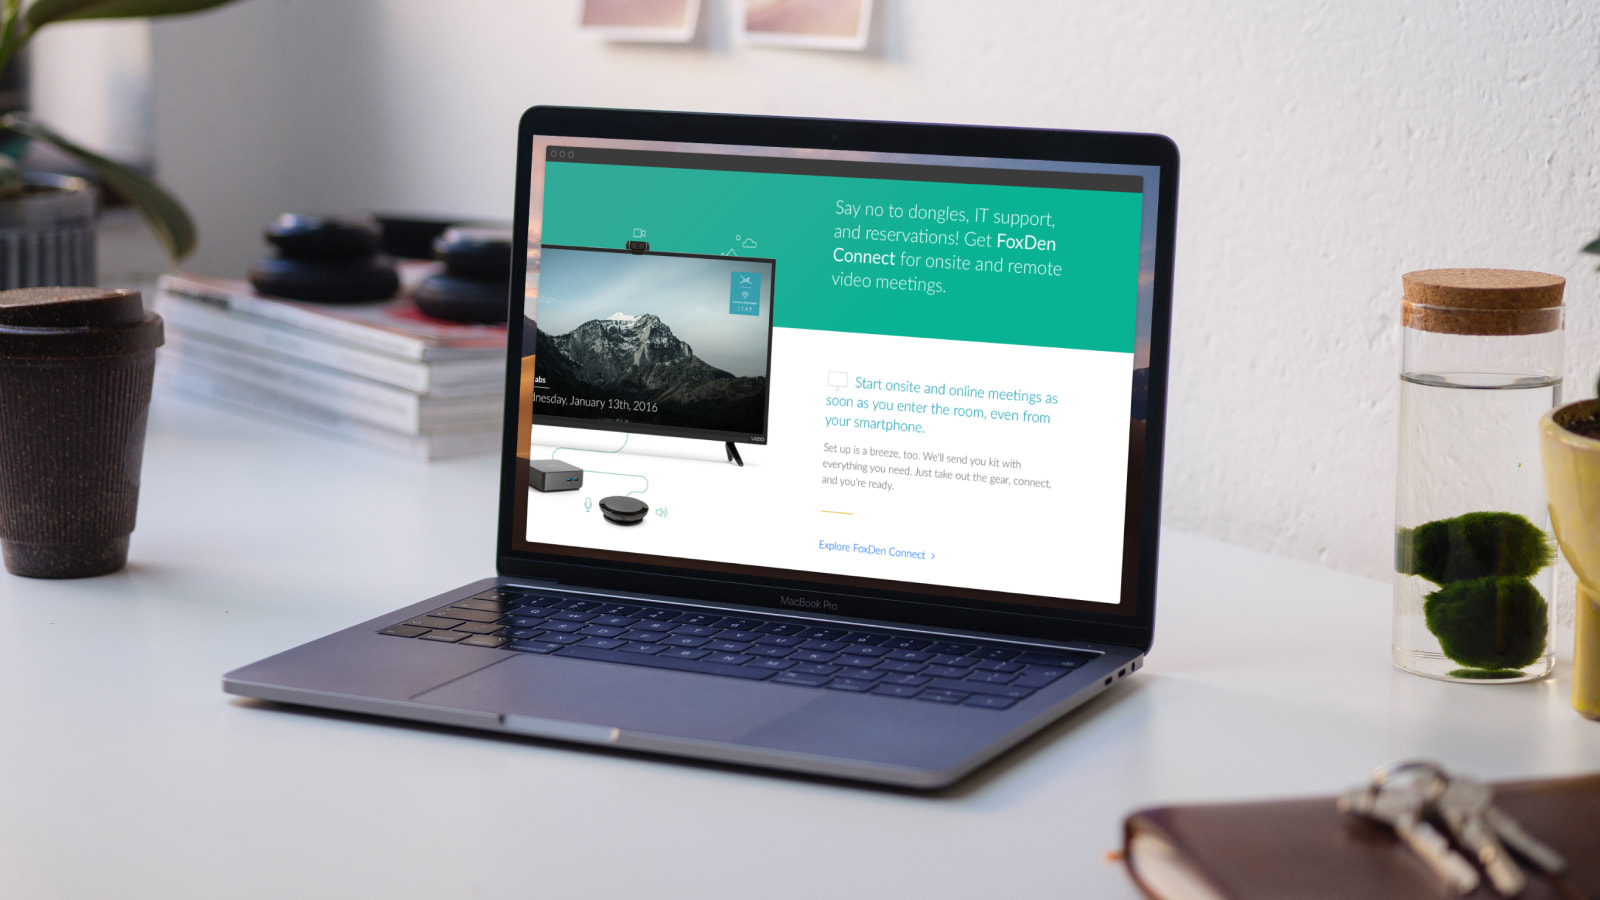 Say no to dongles, IT support,
and reservations! Get FoxDen
Connect for onsite and remote
video meetings.
abs
dnesday, January 13th, 2016
VIZIO
Start onsite and online meetings as
soon as you enter the room, even from
your smartphone.
Set up is a breeze, too. We'll send you kit with
everything you need. Just take out the gear, connect,
and you're ready.
Explore FoxDen Connect >
MacBook Pro